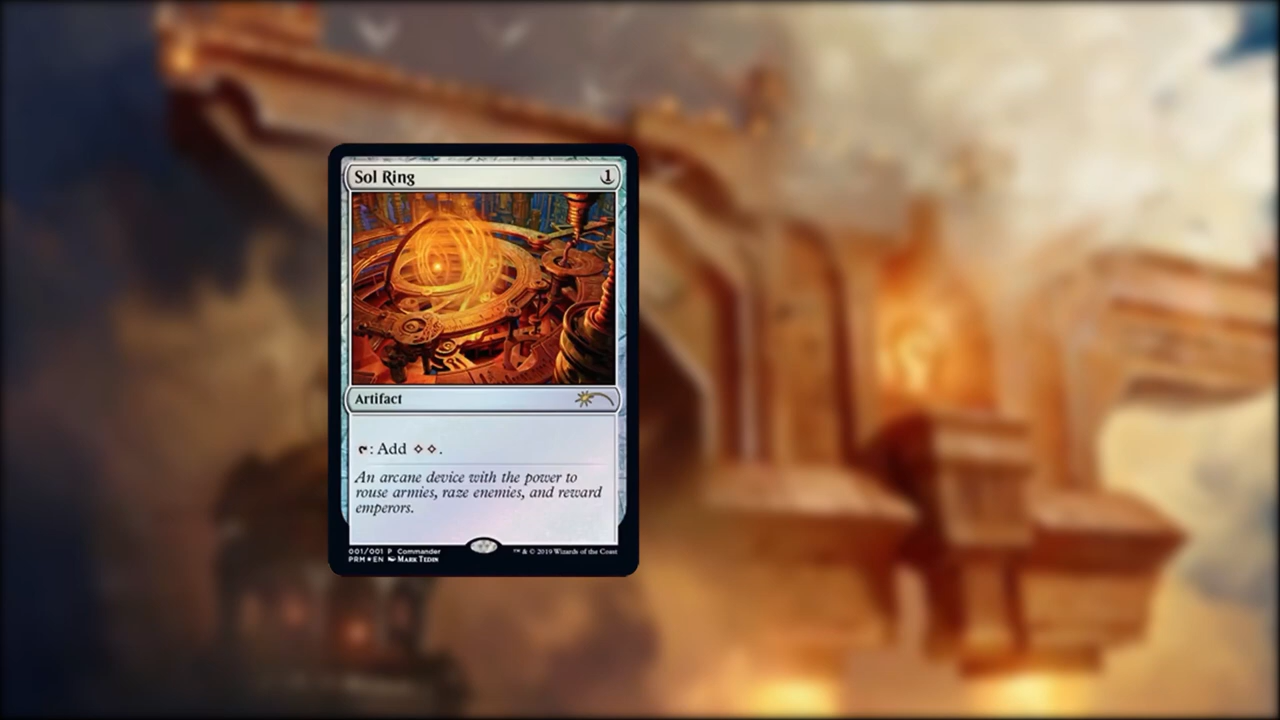 Sol Ring 1
Artifact
: Add .
An arcane device with the power to
rouse armies, raze enemies, and reward
emperors.
001/001 P Commander
PRM★EN Mark Tedin
™ & © 2019 Wizards of the Coast